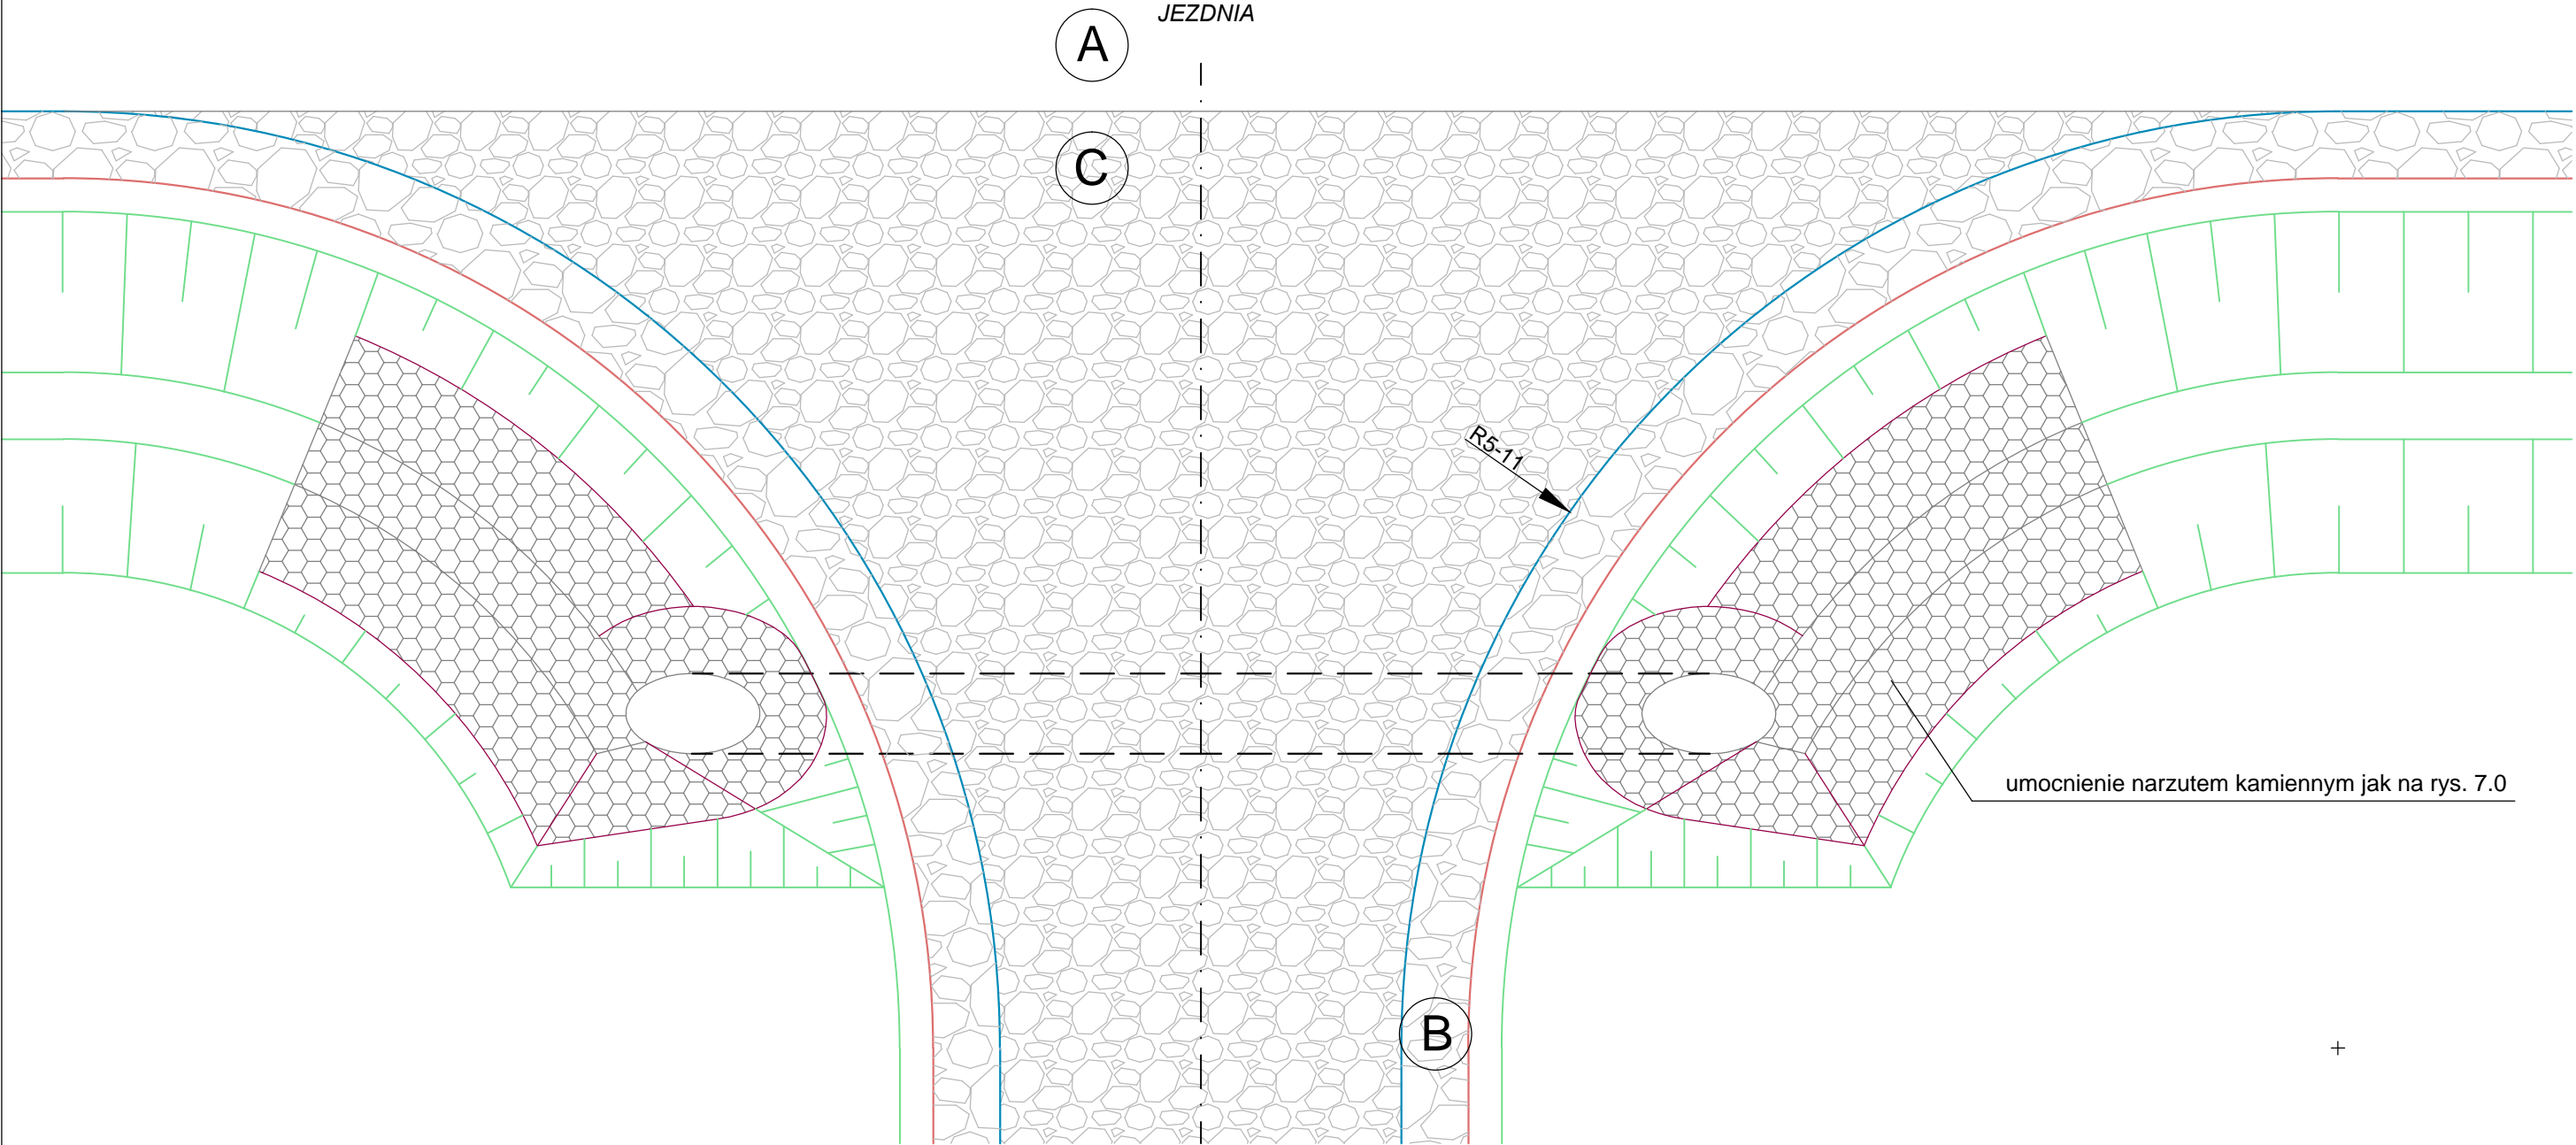 JEZDNIA
A
C
R5-11
umocnienie narzutem kamiennym jak na rys. 7.0
B